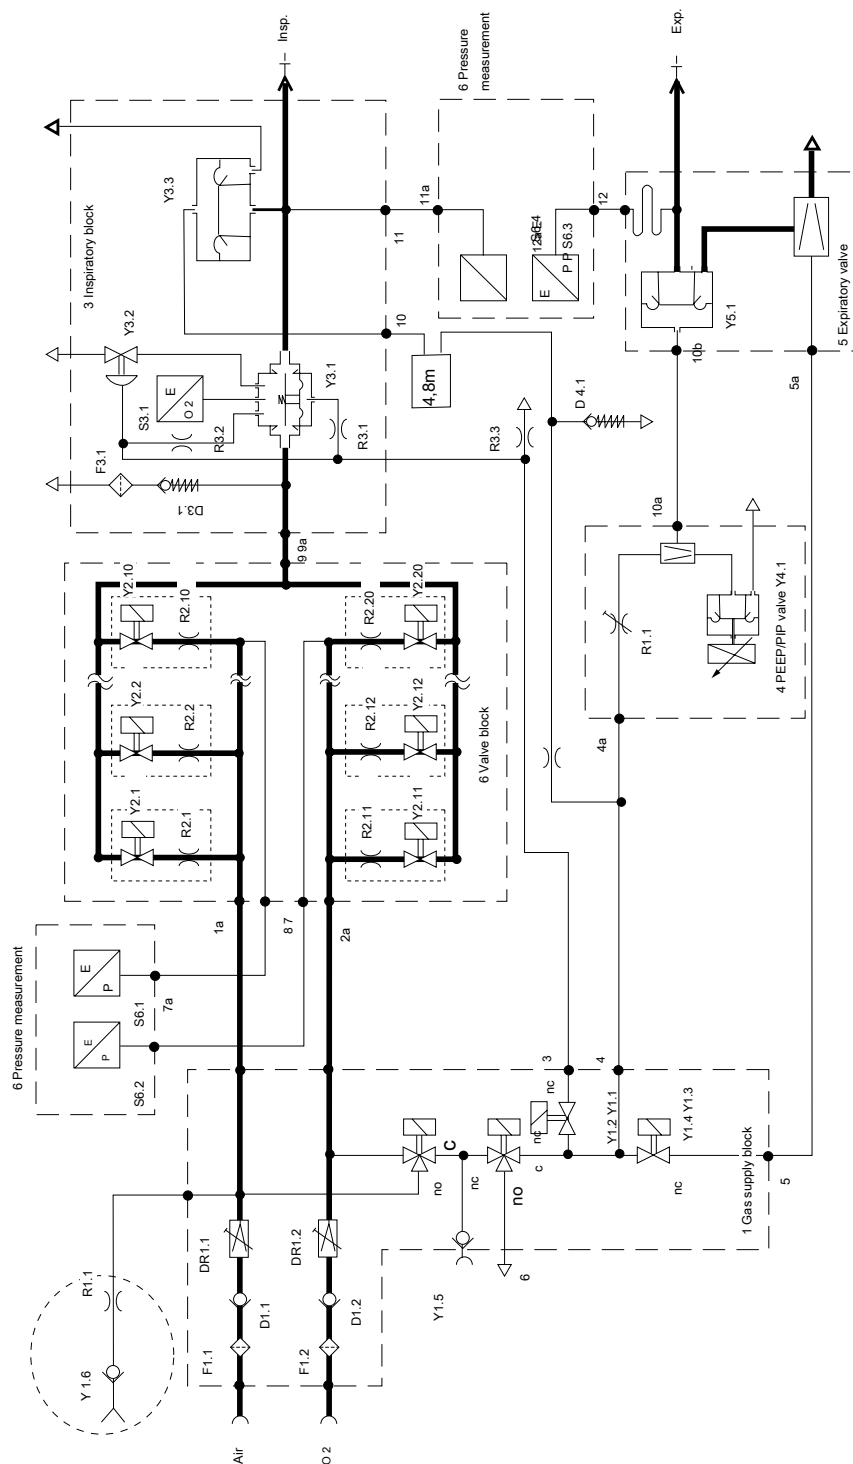 Insp.
Exp.
6 Pressure measurement
3 Inspiratory block
Y3.3
11a
11
12
S6.3
P P
E
Y5.1
5 Expiratory valve
10
10b
5a
Y3.2
S3.1
E
O 2
R3.2
Y3.1
4,8m
R3.1
R3.3
D 4.1
F3.1
D3.1
9 9a
10a
R1.1
4 PEEP/PIP valve Y4.1
4a
Y2.10
R2.10
Y2.2
R2.2
Y2.1
R2.1
R2.20
Y2.20
R2.12
Y2.12
R2.11
Y2.11
6 Valve block
1a
8 7
2a
6 Pressure measurement
E
P
S6.1
7a
E
P
S6.2
3
4
nc
nc
Y1.2 Y1.1
Y1.4 Y1.3
nc
5
1 Gas supply block
C
no
nc
c
no
6
Y1.5
R1.1
Y 1.6
DR1.1
D1.1
F1.1
DR1.2
D1.2
F1.2
Air
O 2